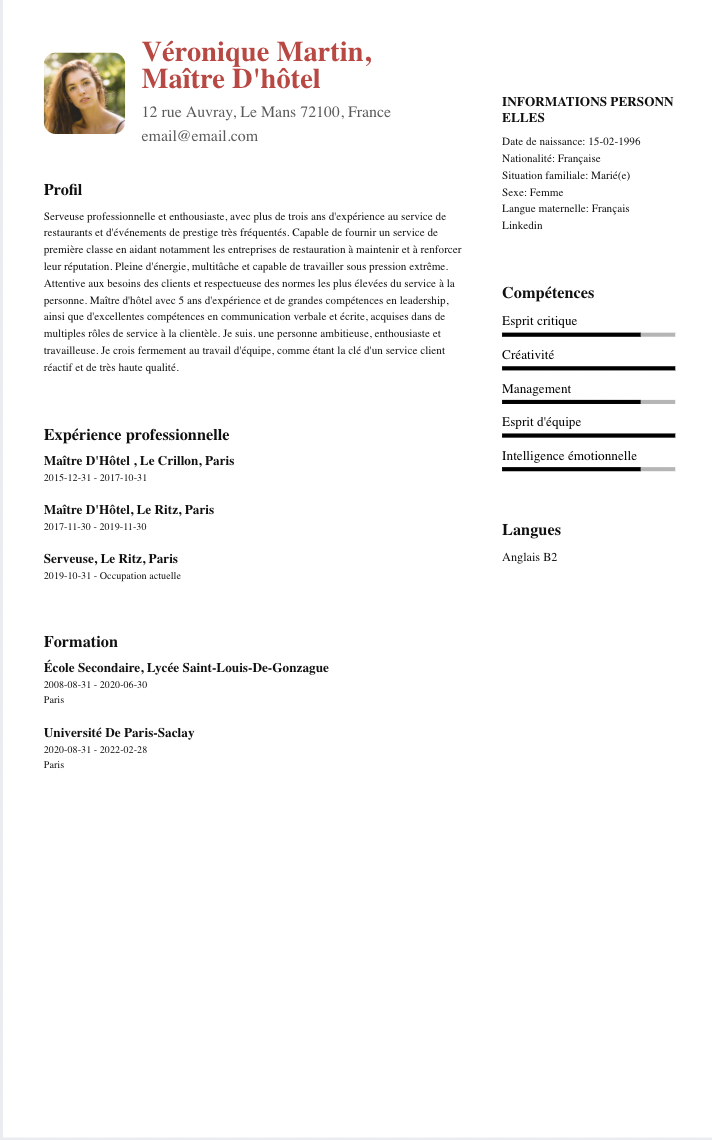 Véronique Martin,
Maître D'hôtel
12 rue Auvray, Le Mans 72100, France
email@email.com
Profil
Serveuse professionnelle et enthousiaste, avec plus de trois ans d'expérience au service de
restaurants et d'événements de prestige très fréquentés. Capable de fournir un service de
première classe en aidant notamment les entreprises de restauration à maintenir et à renforcer
leur réputation. Pleine d'énergie, multitâche et capable de travailler sous pression extrême.
Attentive aux besoins des clients et respectueuse des normes les plus élevées du service à la
personne. Maître d'hôtel avec 5 ans d'expérience et de grandes compétences en leadership,
ainsi que d'excellentes compétences en communication verbale et écrite, acquises dans de
multiples rôles de service à la clientèle. Je suis. une personne ambitieuse, enthousiaste et
travailleuse. Je crois fermement au travail d'équipe, comme étant la clé d'un service client
réactif et de très haute qualité.
Expérience professionnelle
Maître D'Hôtel , Le Crillon, Paris
2015-12-31 - 2017-10-31
Maître D'Hôtel, Le Ritz, Paris
2017-11-30 - 2019-11-30
Serveuse, Le Ritz, Paris
2019-10-31 - Occupation actuelle
Formation
École Secondaire, Lycée Saint-Louis-De-Gonzague
2008-08-31 - 2020-06-30
Paris
Université De Paris-Saclay
2020-08-31 - 2022-02-28
Paris
INFORMATIONS PERSONN
ELLES
Date de naissance: 15-02-1996
Nationalité: Française
Situation familiale: Marié(e)
Sexe: Femme
Langue maternelle: Français
Linkedin
Compétences
Esprit critique
Créativité
Management
Esprit d'équipe
Intelligence émotionnelle
Langues
Anglais B2